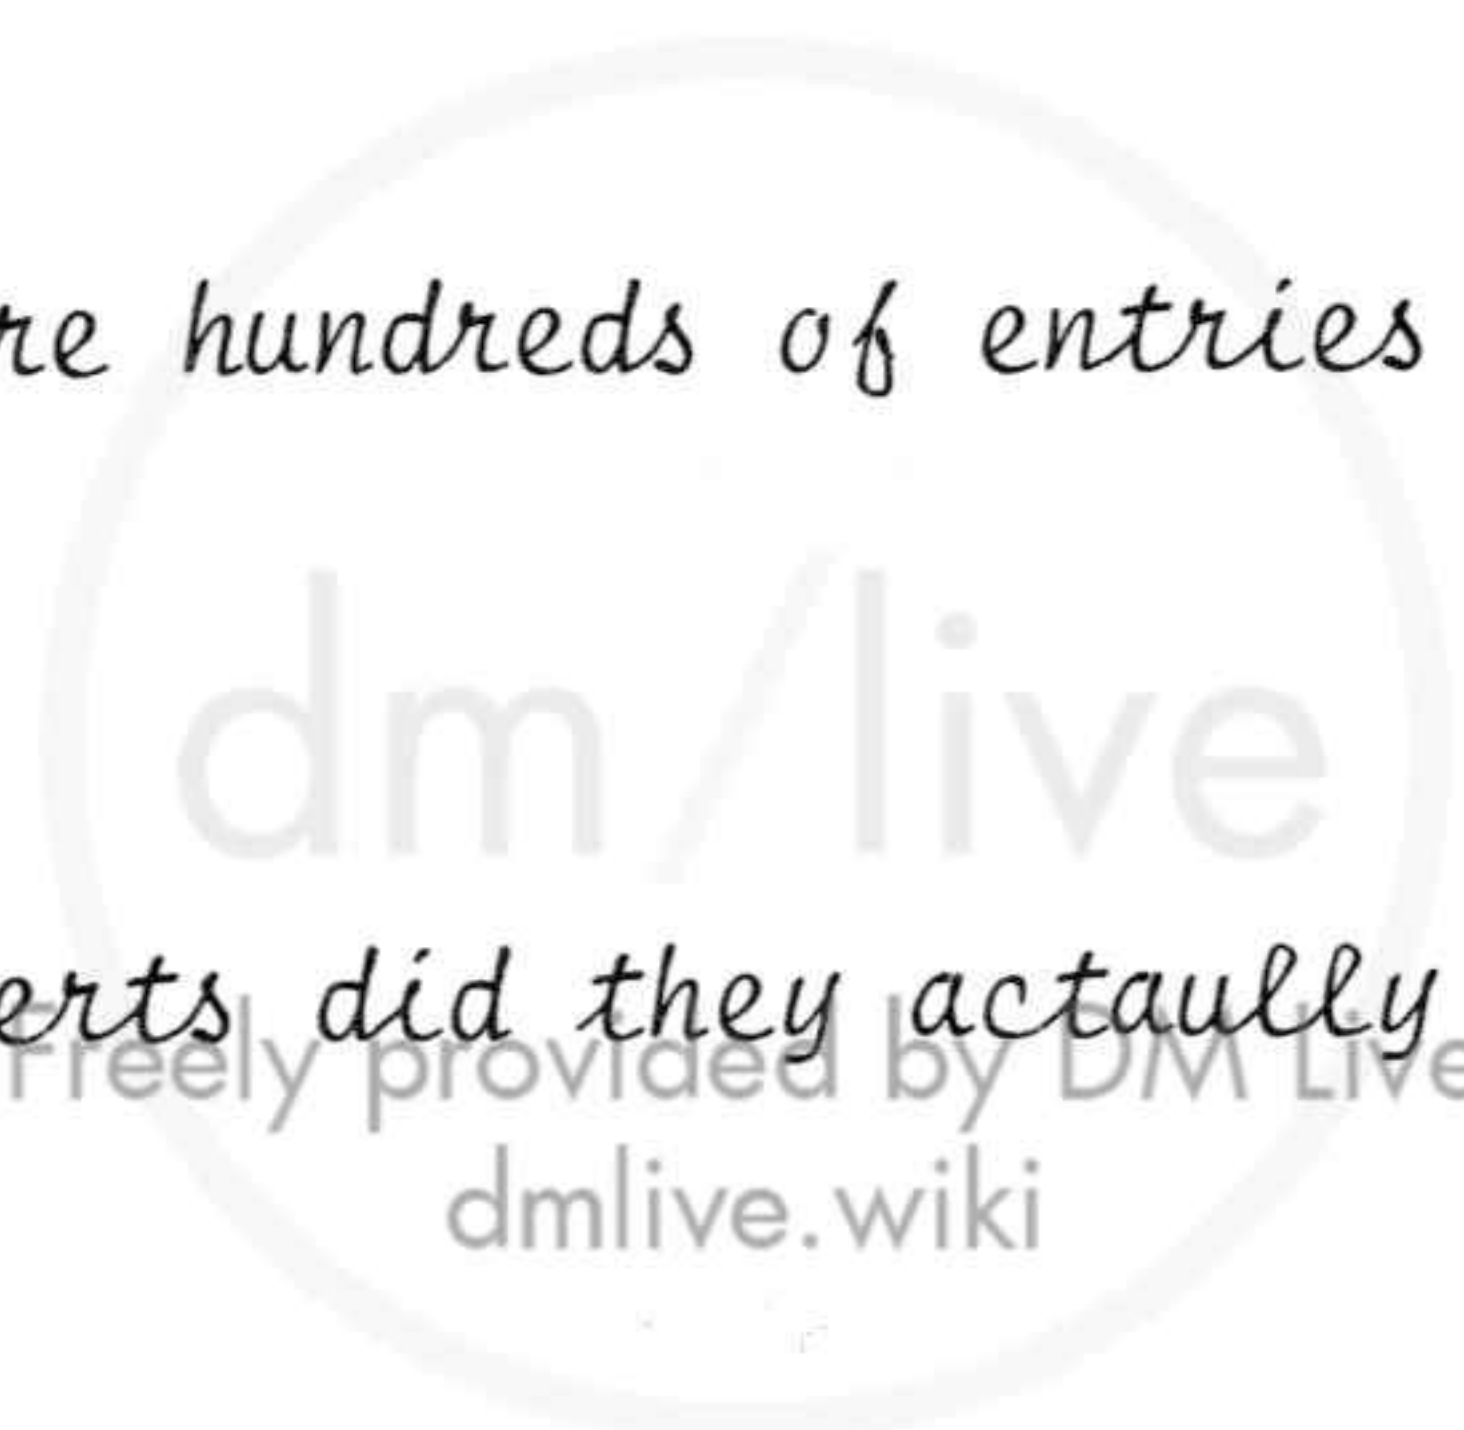 re hundreds of entries
dm/live
erts did they actaully
Freely provided by DM Live
dmlive.wiki